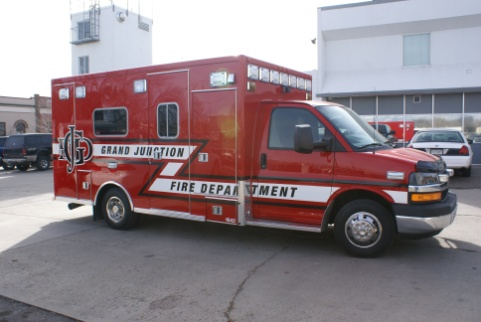 GRAND JUNCTION
FIRE DEPARTMENT